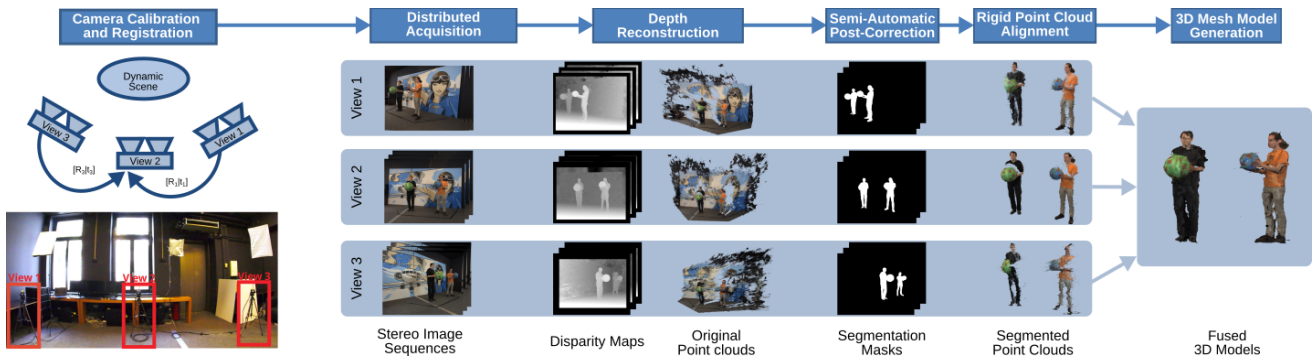 Camera Calibration
and Registration
Distributed
Acquisition
Depth
Reconstruction
Semi-Automatic
Post-Correction
Rigid Point Cloud
Alignment
3D Mesh Model
Generation
Dynamic
Scene
View 3
View 2
View 1
[R₃|t₃]
[R₁|t₁]
View 1
View 2
View 3
View 1
View 2
View 3
Stereo Image
Sequences
Disparity Maps
Original
Point clouds
Segmentation
Masks
Segmented
Point Clouds
Fused
3D Models